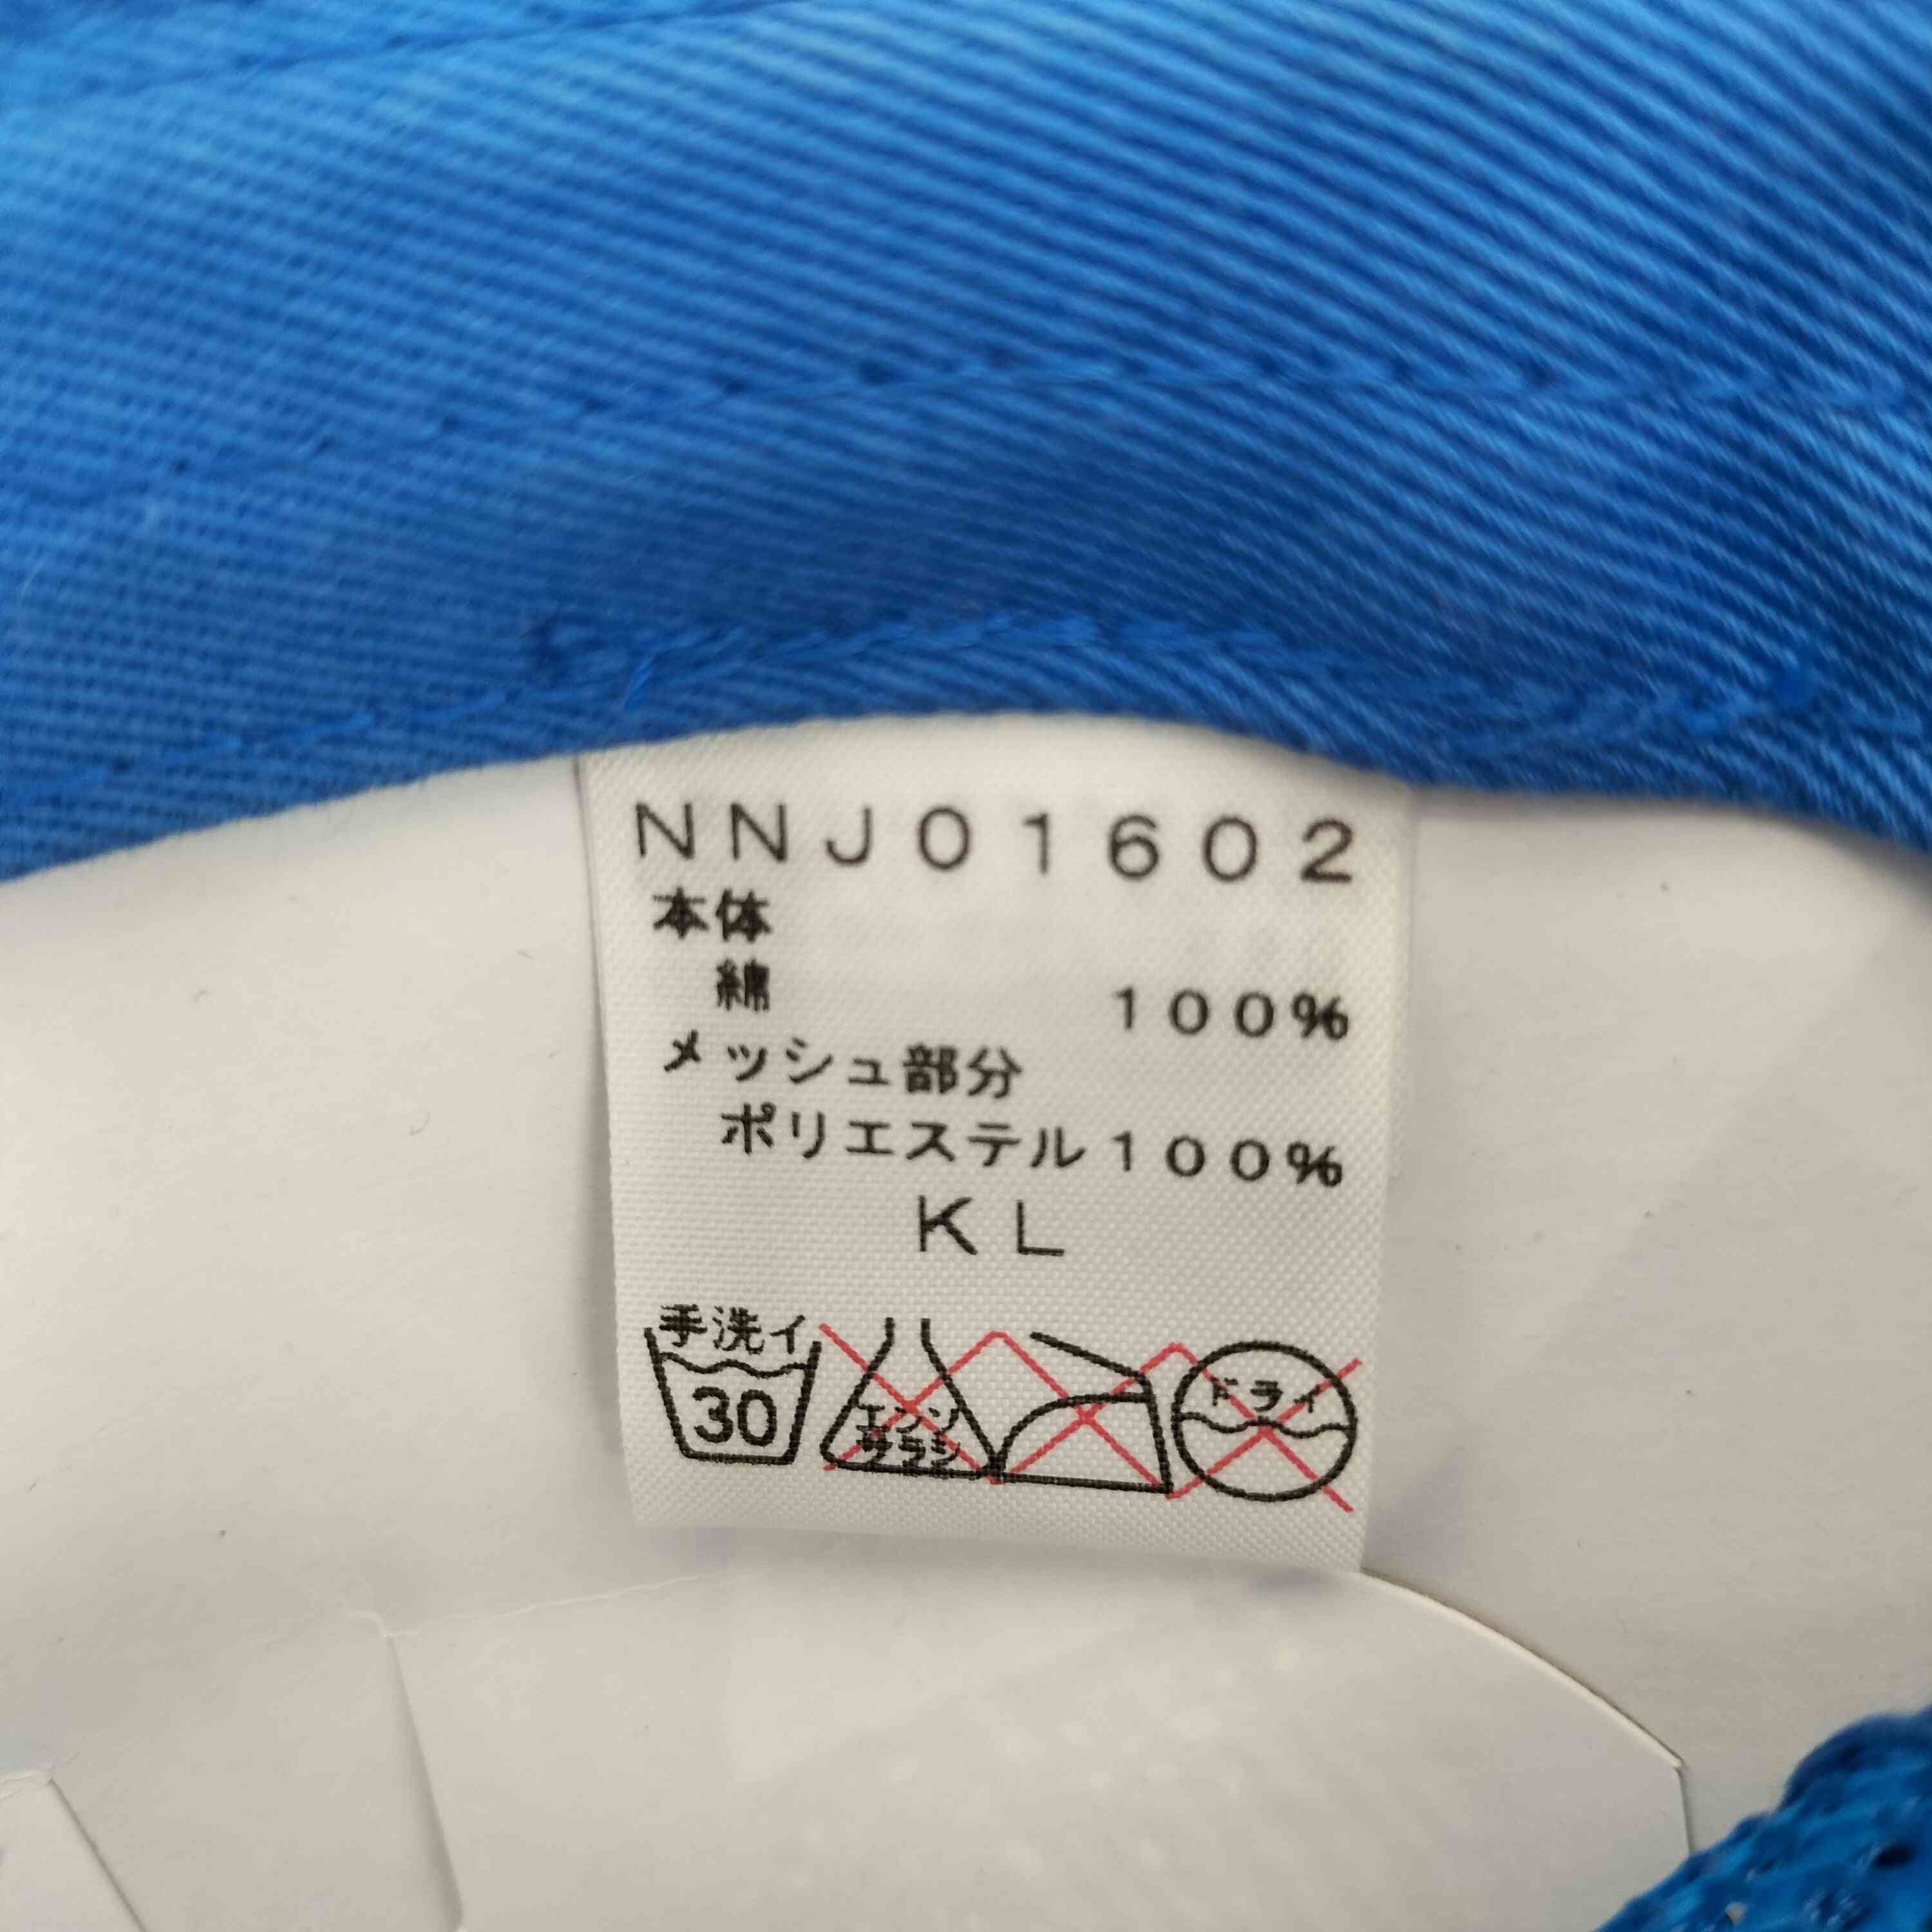 NNJ01602
本体
綿 100%
メッシュ部分
ポリエステル100%
KL
手洗イ
30
エンソ
サラシ
ドライ